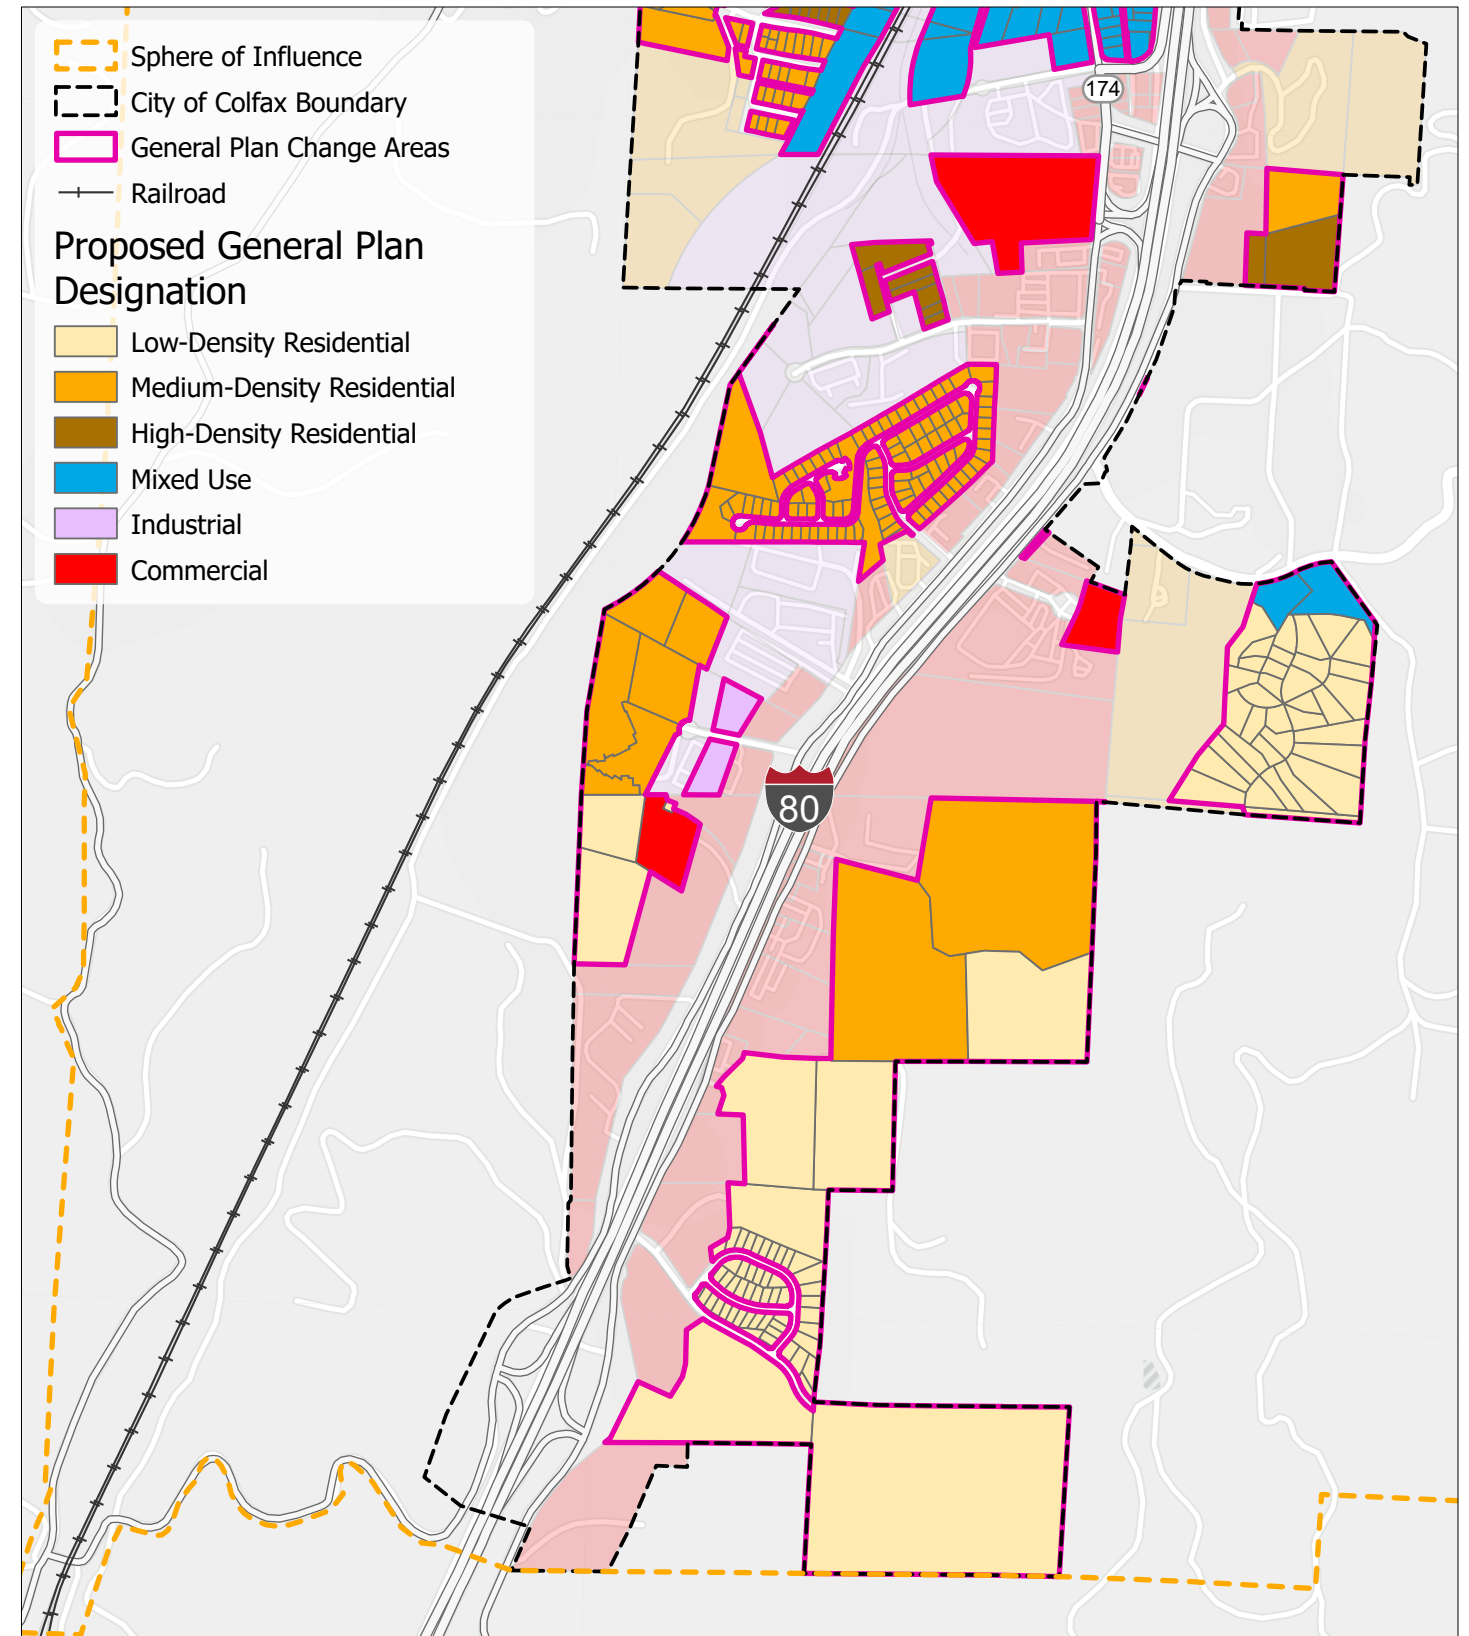 Sphere of Influence
City of Colfax Boundary
General Plan Change Areas
Railroad
Proposed General Plan
Designation
Low-Density Residential
Medium-Density Residential
High-Density Residential
Mixed Use
Industrial
Commercial
174
80